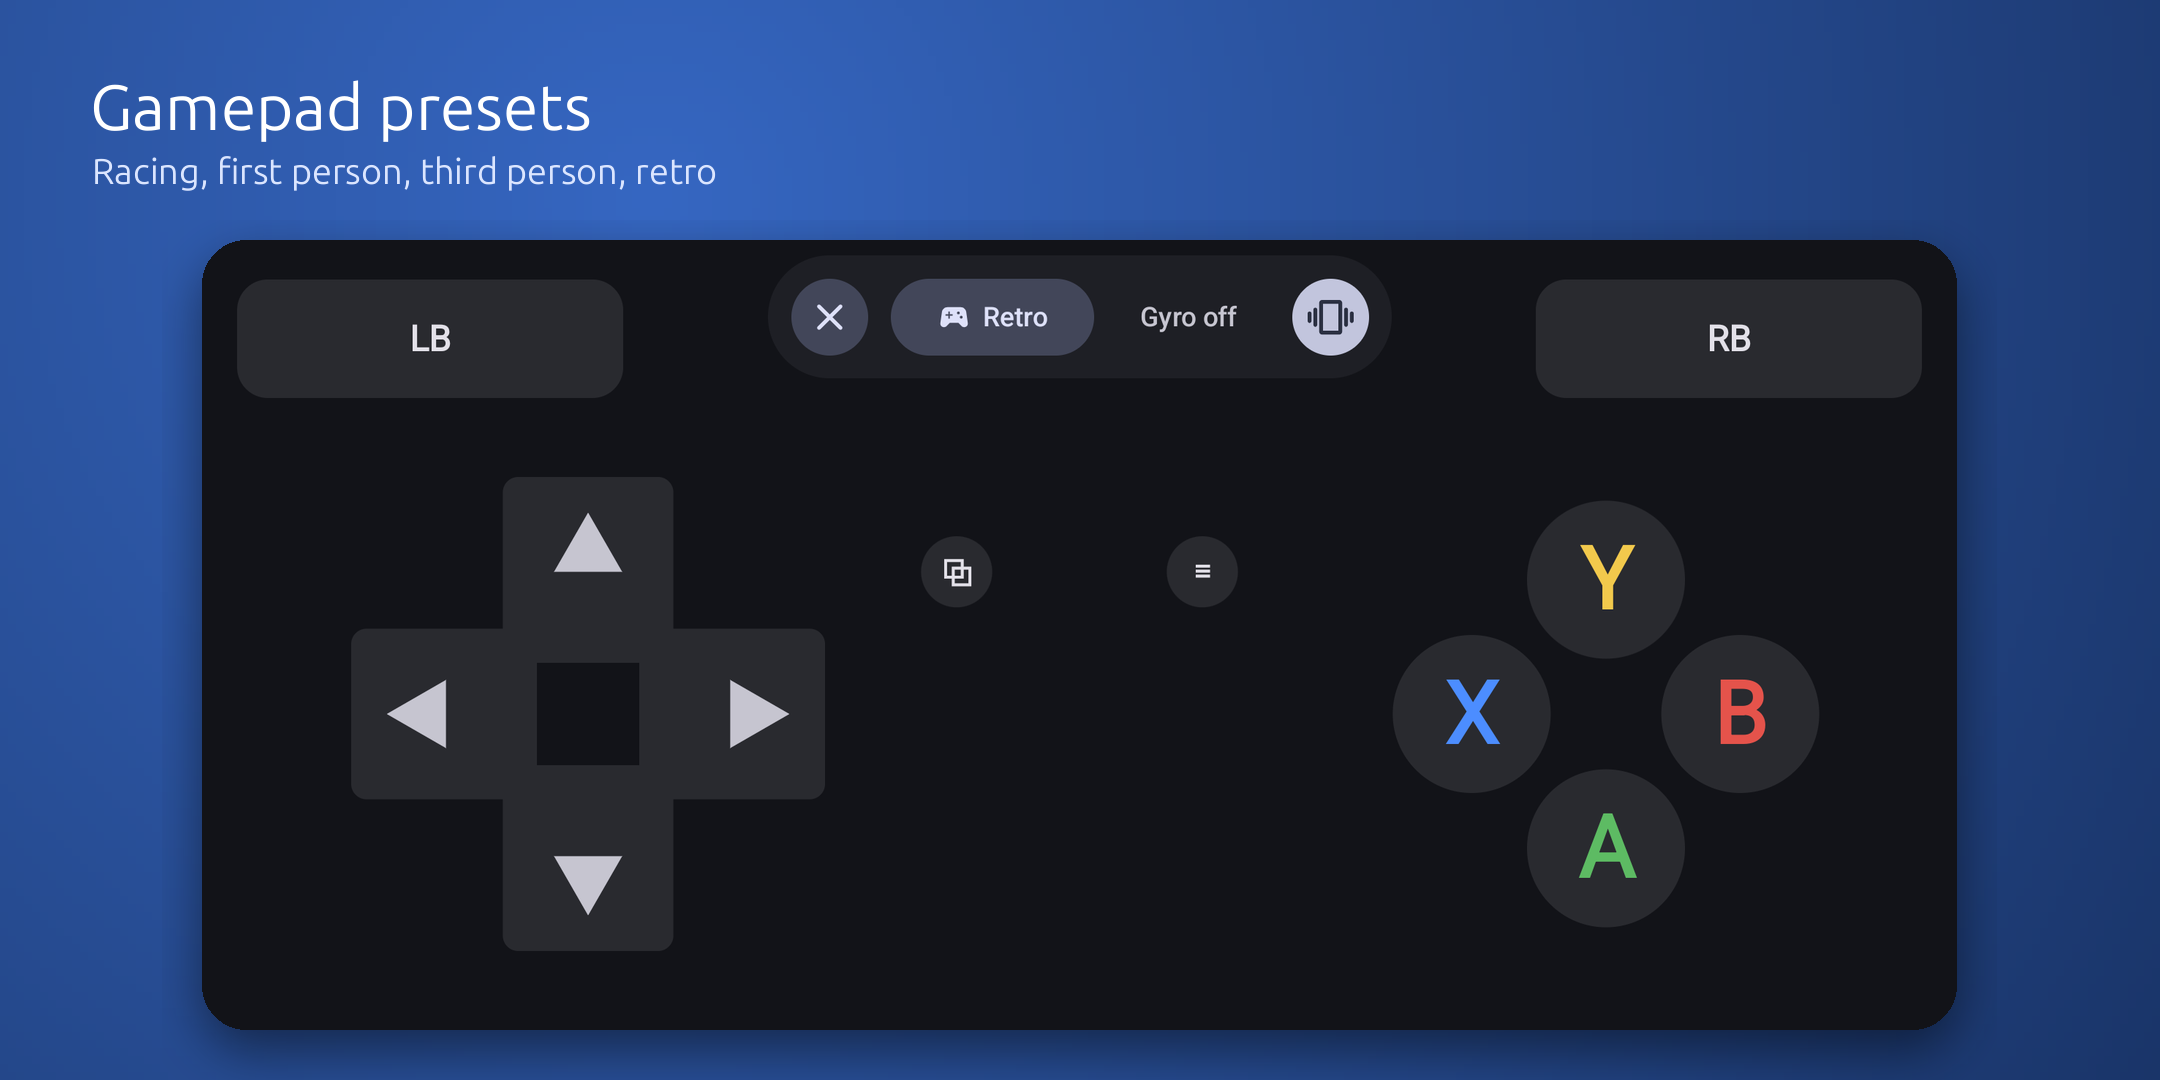 Gamepad presets
Racing, first person, third person, retro
LB
Retro
Gyro off
RB
Y
X
B
A